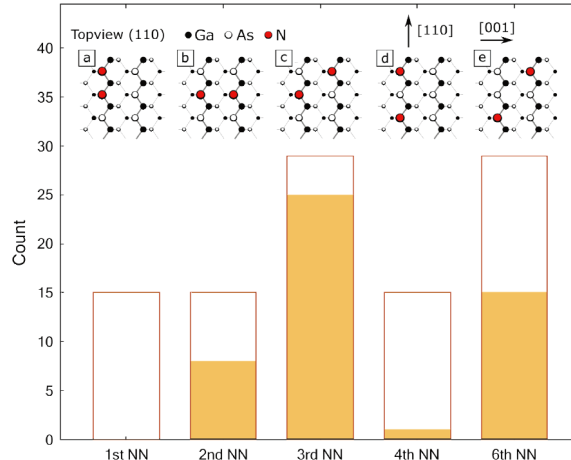 Topview (110) Ga As N [110] [001]
a b c d e
40
35
30
25
20
15
10
5
0
Count
1st NN 2nd NN 3rd NN 4th NN 6th NN